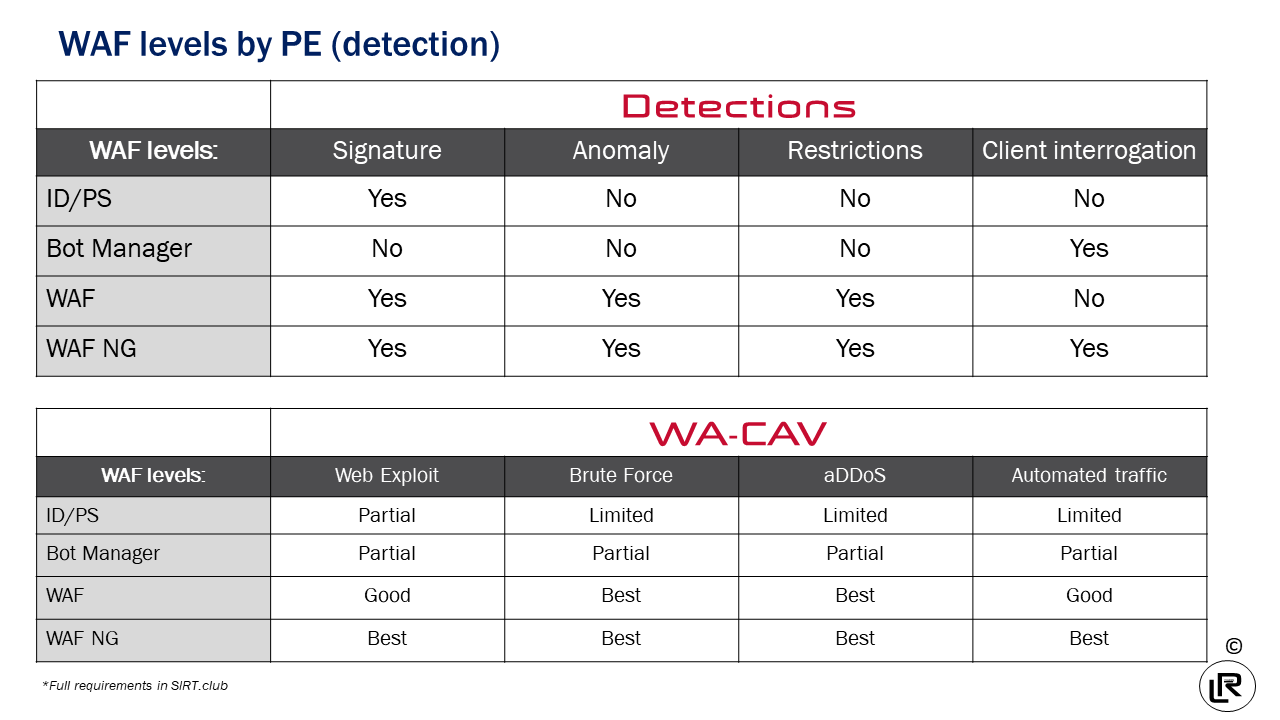 WAF levels by PE (detection)
Detections
WAF levels: Signature Anomaly Restrictions Client interrogation
ID/PS Yes No No No
Bot Manager No No No Yes
WAF Yes Yes Yes No
WAF NG Yes Yes Yes Yes
WA-CAV
WAF levels: Web Exploit Brute Force aDDoS Automated traffic
ID/PS Partial Limited Limited Limited
Bot Manager Partial Partial Partial Partial
WAF Good Best Best Good
WAF NG Best Best Best Best
©
*Full requirements in SIRT.club
LR